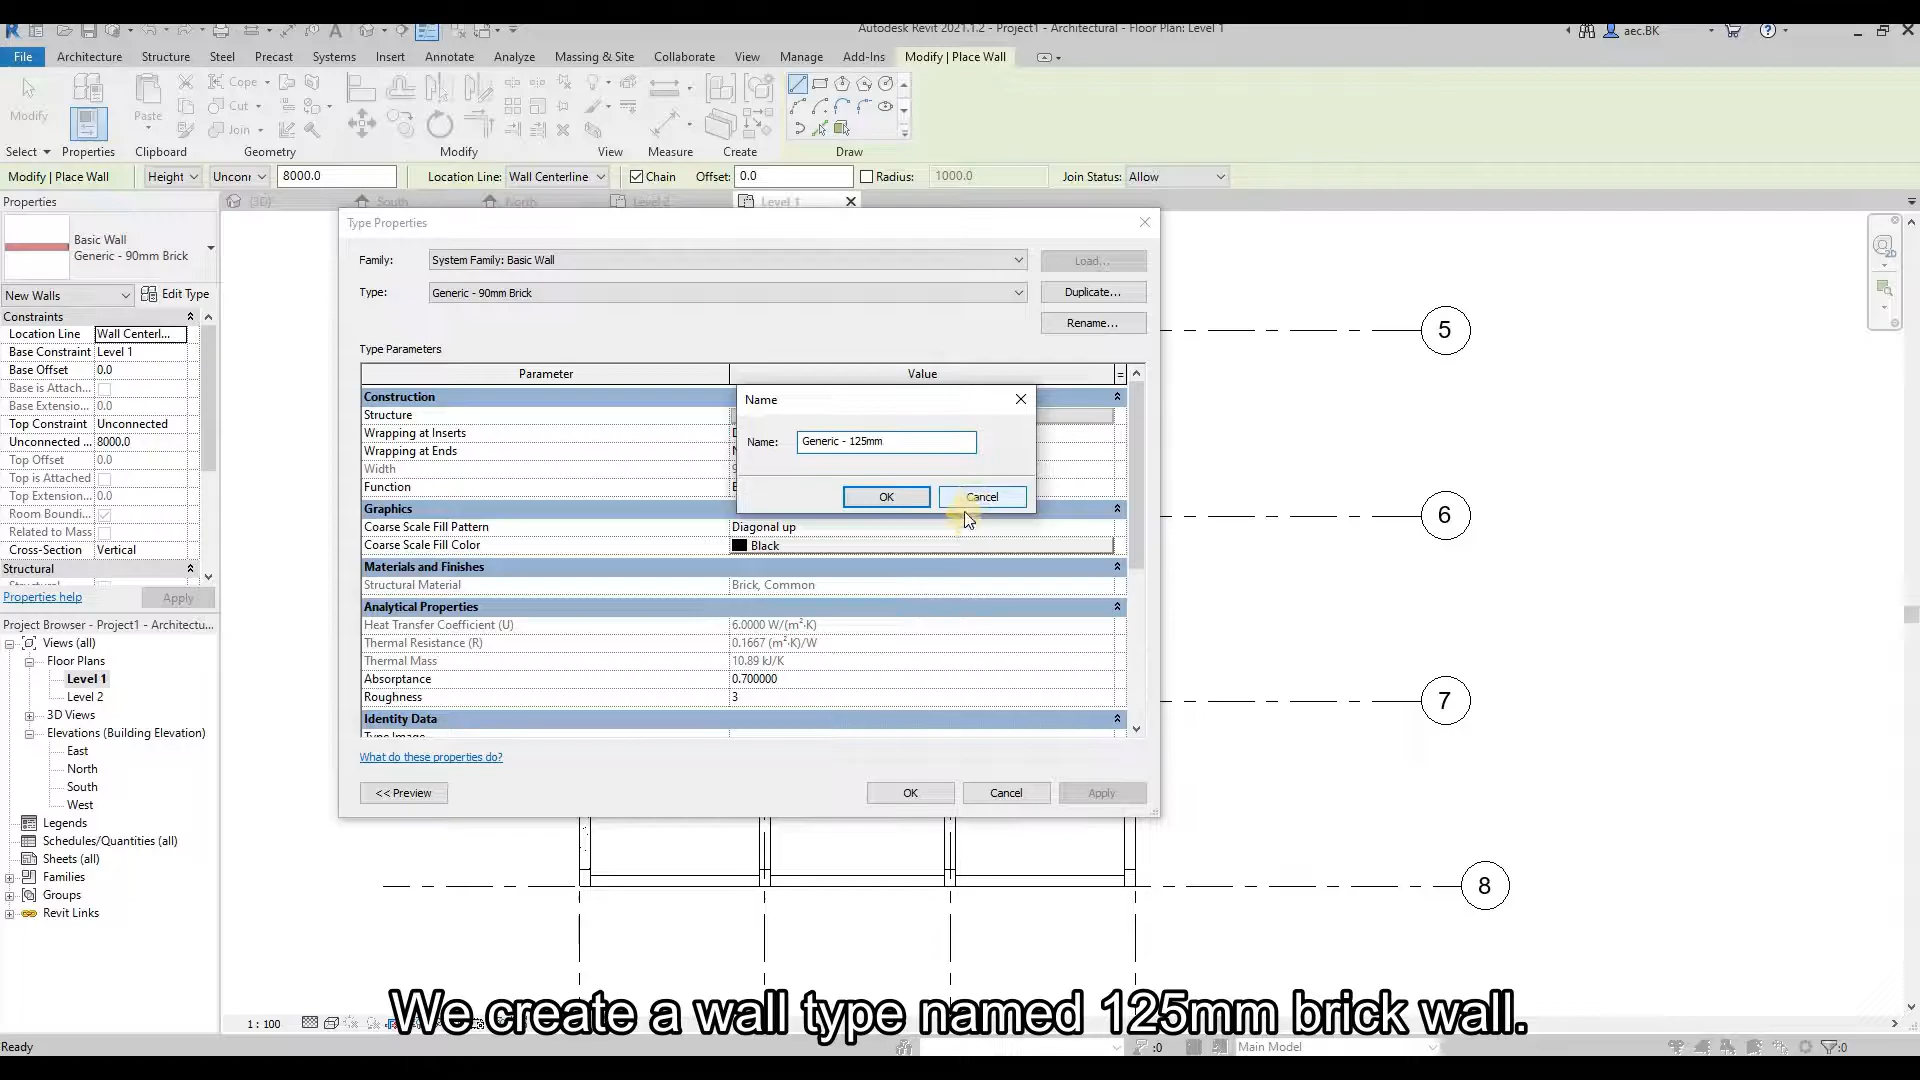 Autodesk Revit 2021.1.2 - Project1 - Architectural - Floor Plan: Level 1
aec.BK
File Architecture Structure Steel Precast Systems Insert Annotate Analyze Massing & Site Collaborate View Manage Add-Ins Modify | Place Wall
Cope
Cut
Join
Modify
Paste
Select Properties Clipboard Geometry Modify View Measure Create Draw
Modify | Place Wall Height Uncon 8000.0 Location Line: Wall Centerline Chain Offset: 0.0 Radius: 1000.0 Join Status: Allow
Properties
(3D) South North Level 2 Level 1
Basic Wall
Generic - 90mm Brick
New Walls Edit Type
Constraints
Location Line Wall Centerl...
Base Constraint Level 1
Base Offset 0.0
Base is Attach...
Base Extensio... 0.0
Top Constraint Unconnected
Unconnected ... 8000.0
Top Offset 0.0
Top is Attached
Top Extension... 0.0
Room Boundi...
Related to Mass
Cross-Section Vertical
Structural
Properties help Apply
Project Browser - Project1 - Architectu...
Views (all)
Floor Plans
Level 1
Level 2
3D Views
Elevations (Building Elevation)
East
North
South
West
Legends
Schedules/Quantities (all)
Sheets (all)
Families
Groups
Revit Links
Type Properties
Family: System Family: Basic Wall Load...
Type: Generic - 90mm Brick Duplicate...
Rename...
Type Parameters
Parameter Value =
Construction
Structure
Wrapping at Inserts
Wrapping at Ends
Width
Function
Graphics
Coarse Scale Fill Pattern Diagonal up
Coarse Scale Fill Color Black
Materials and Finishes
Structural Material Brick, Common
Analytical Properties
Heat Transfer Coefficient (U) 6.0000 W/(m²·K)
Thermal Resistance (R) 0.1667 (m²·K)/W
Thermal Mass 10.89 kJ/K
Absorptance 0.700000
Roughness 3
Identity Data
Type Image
What do these properties do?
<< Preview OK Cancel Apply
Name
Name: Generic - 125mm
OK Cancel
5
6
7
8
1 : 100
We create a wall type named 125mm brick wall.
Ready :0 Main Model :0